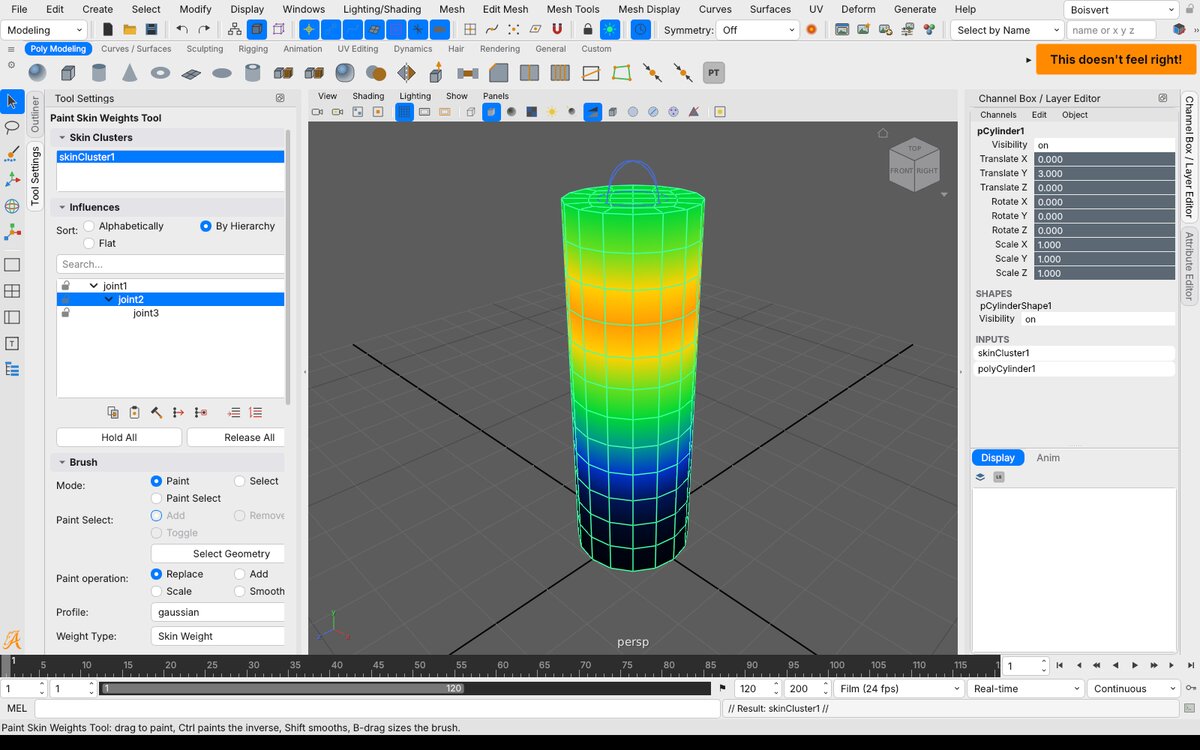 File Edit Create Select Modify Display Windows Lighting/Shading Mesh Edit Mesh Mesh Tools Mesh Display Curves Surfaces UV Deform Generate Help Boisvert
Modeling Symmetry: Off Select by Name name or x y z
Poly Modeling Curves / Surfaces Sculpting Rigging Animation UV Editing Dynamics Hair Rendering General Custom
This doesn't feel right!
PT
Tool Settings
Outliner
Tool Settings
Paint Skin Weights Tool
Skin Clusters
skinCluster1
Influences
Sort: Alphabetically By Hierarchy
Flat
Search...
joint1
joint2
joint3
Hold All Release All
Brush
Mode: Paint Select
Paint Select
Paint Select: Add Remove
Toggle
Select Geometry
Paint operation: Replace Add
Scale Smooth
Profile: gaussian
Weight Type: Skin Weight
View Shading Lighting Show Panels
TOP
FRONT RIGHT
y
persp
Channel Box / Layer Editor
Channels Edit Object
pCylinder1
Visibility on
Translate X 0.000
Translate Y 3.000
Translate Z 0.000
Rotate X 0.000
Rotate Y 0.000
Rotate Z 0.000
Scale X 1.000
Scale Y 1.000
Scale Z 1.000
SHAPES
pCylinderShape1
Visibility on
INPUTS
skinCluster1
polyCylinder1
Display Anim
Channel Box / Layer Editor
Attribute Editor
1 5 10 15 20 25 30 35 40 45 50 55 60 65 70 75 80 85 90 95 100 105 110 115 1
1 1 1 120 120 200 Film (24 fps) Real-time Continuous
MEL // Result: skinCluster1 //
Paint Skin Weights Tool: drag to paint, Ctrl paints the inverse, Shift smooths, B-drag sizes the brush.